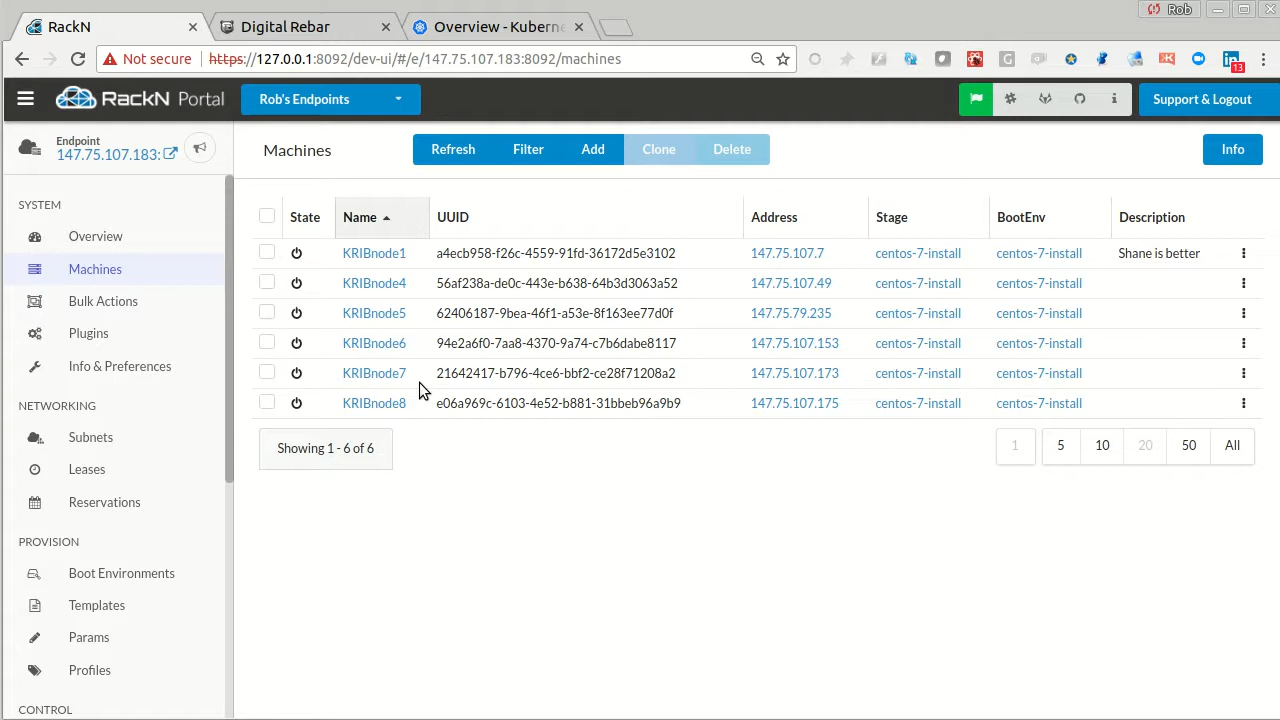 RackN
Digital Rebar
Overview - Kuberne
Rob
Not secure https://127.0.0.1:8092/dev-ui/#/e/147.75.107.183:8092/machines
13
RackN Portal
Rob's Endpoints
Support & Logout
Endpoint
147.75.107.183:
Machines
Refresh
Filter
Add
Clone
Delete
Info
SYSTEM
Overview
Machines
Bulk Actions
Plugins
Info & Preferences
NETWORKING
Subnets
Leases
Reservations
PROVISION
Boot Environments
Templates
Params
Profiles
CONTROL
State Name UUID Address Stage BootEnv Description
KRIBnode1 a4ecb958-f26c-4559-91fd-36172d5e3102 147.75.107.7 centos-7-install centos-7-install Shane is better
KRIBnode4 56af238a-de0c-443e-b638-64b3d3063a52 147.75.107.49 centos-7-install centos-7-install
KRIBnode5 62406187-9bea-46f1-a53e-8f163ee77d0f 147.75.79.235 centos-7-install centos-7-install
KRIBnode6 94e2a6f0-7aa8-4370-9a74-c7b6dabe8117 147.75.107.153 centos-7-install centos-7-install
KRIBnode7 21642417-b796-4ce6-bbf2-ce28f71208a2 147.75.107.173 centos-7-install centos-7-install
KRIBnode8 e06a969c-6103-4e52-b881-31bbeb96a9b9 147.75.107.175 centos-7-install centos-7-install
Showing 1 - 6 of 6
1 5 10 20 50 All